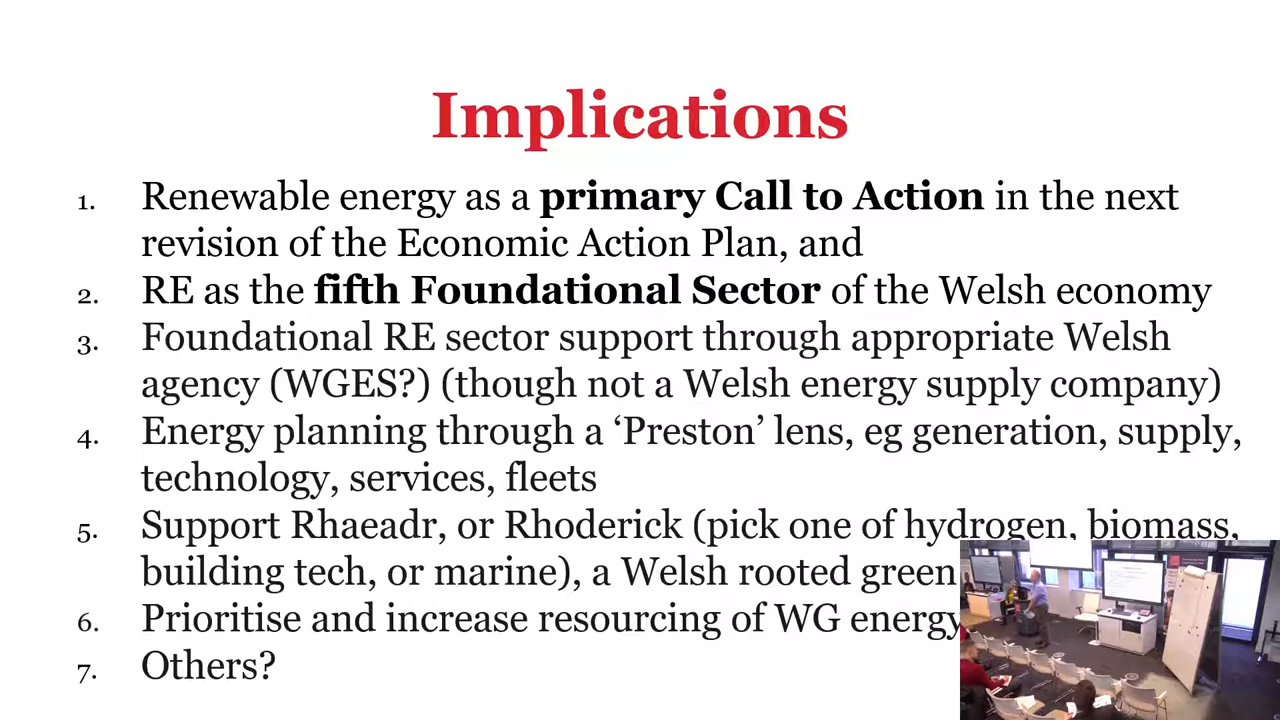 Implications
1. Renewable energy as a primary Call to Action in the next
revision of the Economic Action Plan, and
2. RE as the fifth Foundational Sector of the Welsh economy
3. Foundational RE sector support through appropriate Welsh
agency (WGES?) (though not a Welsh energy supply company)
4. Energy planning through a ‘Preston’ lens, eg generation, supply,
technology, services, fleets
5. Support Rhaeadr, or Rhoderick (pick one of hydrogen, biomass,
building tech, or marine), a Welsh rooted green
6. Prioritise and increase resourcing of WG energy
7. Others?